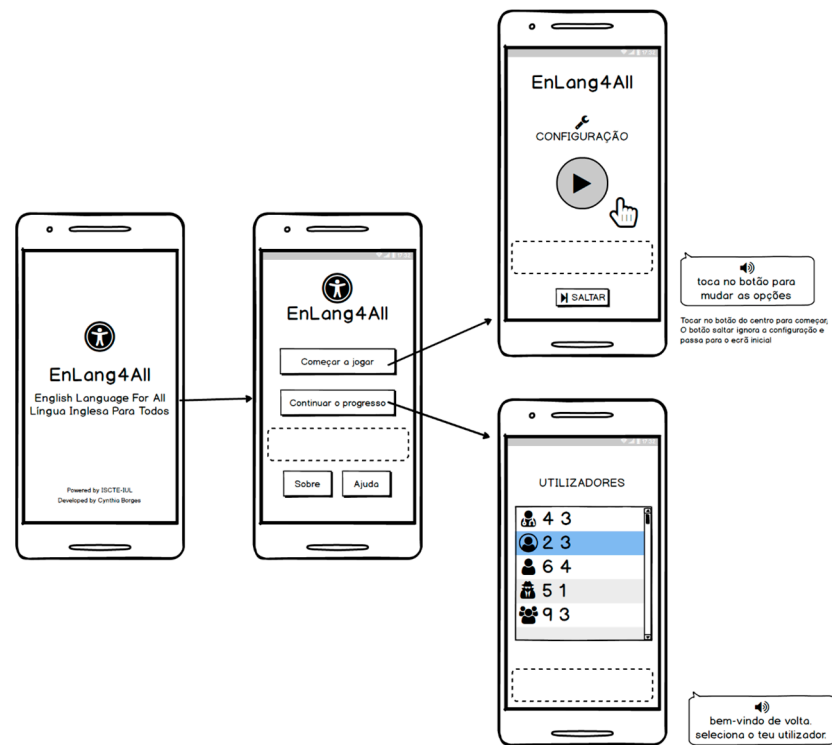 EnLang4All
English Language For All
Língua Inglesa Para Todos
Powered by ISCTE-IUL
Developed by Cynthia Borges
EnLang4All
Começar a jogar
Continuar o progresso
Sobre
Ajuda
EnLang4All
CONFIGURAÇÃO
SALTAR
toca no botão para
mudar as opções
Tocar no botão do centro para começar,
O botão saltar ignora a configuração e
passa para o ecrã inicial
UTILIZADORES
4 3
2 3
6 4
5 1
9 3
bem-vindo de volta.
seleciona o teu utilizador.